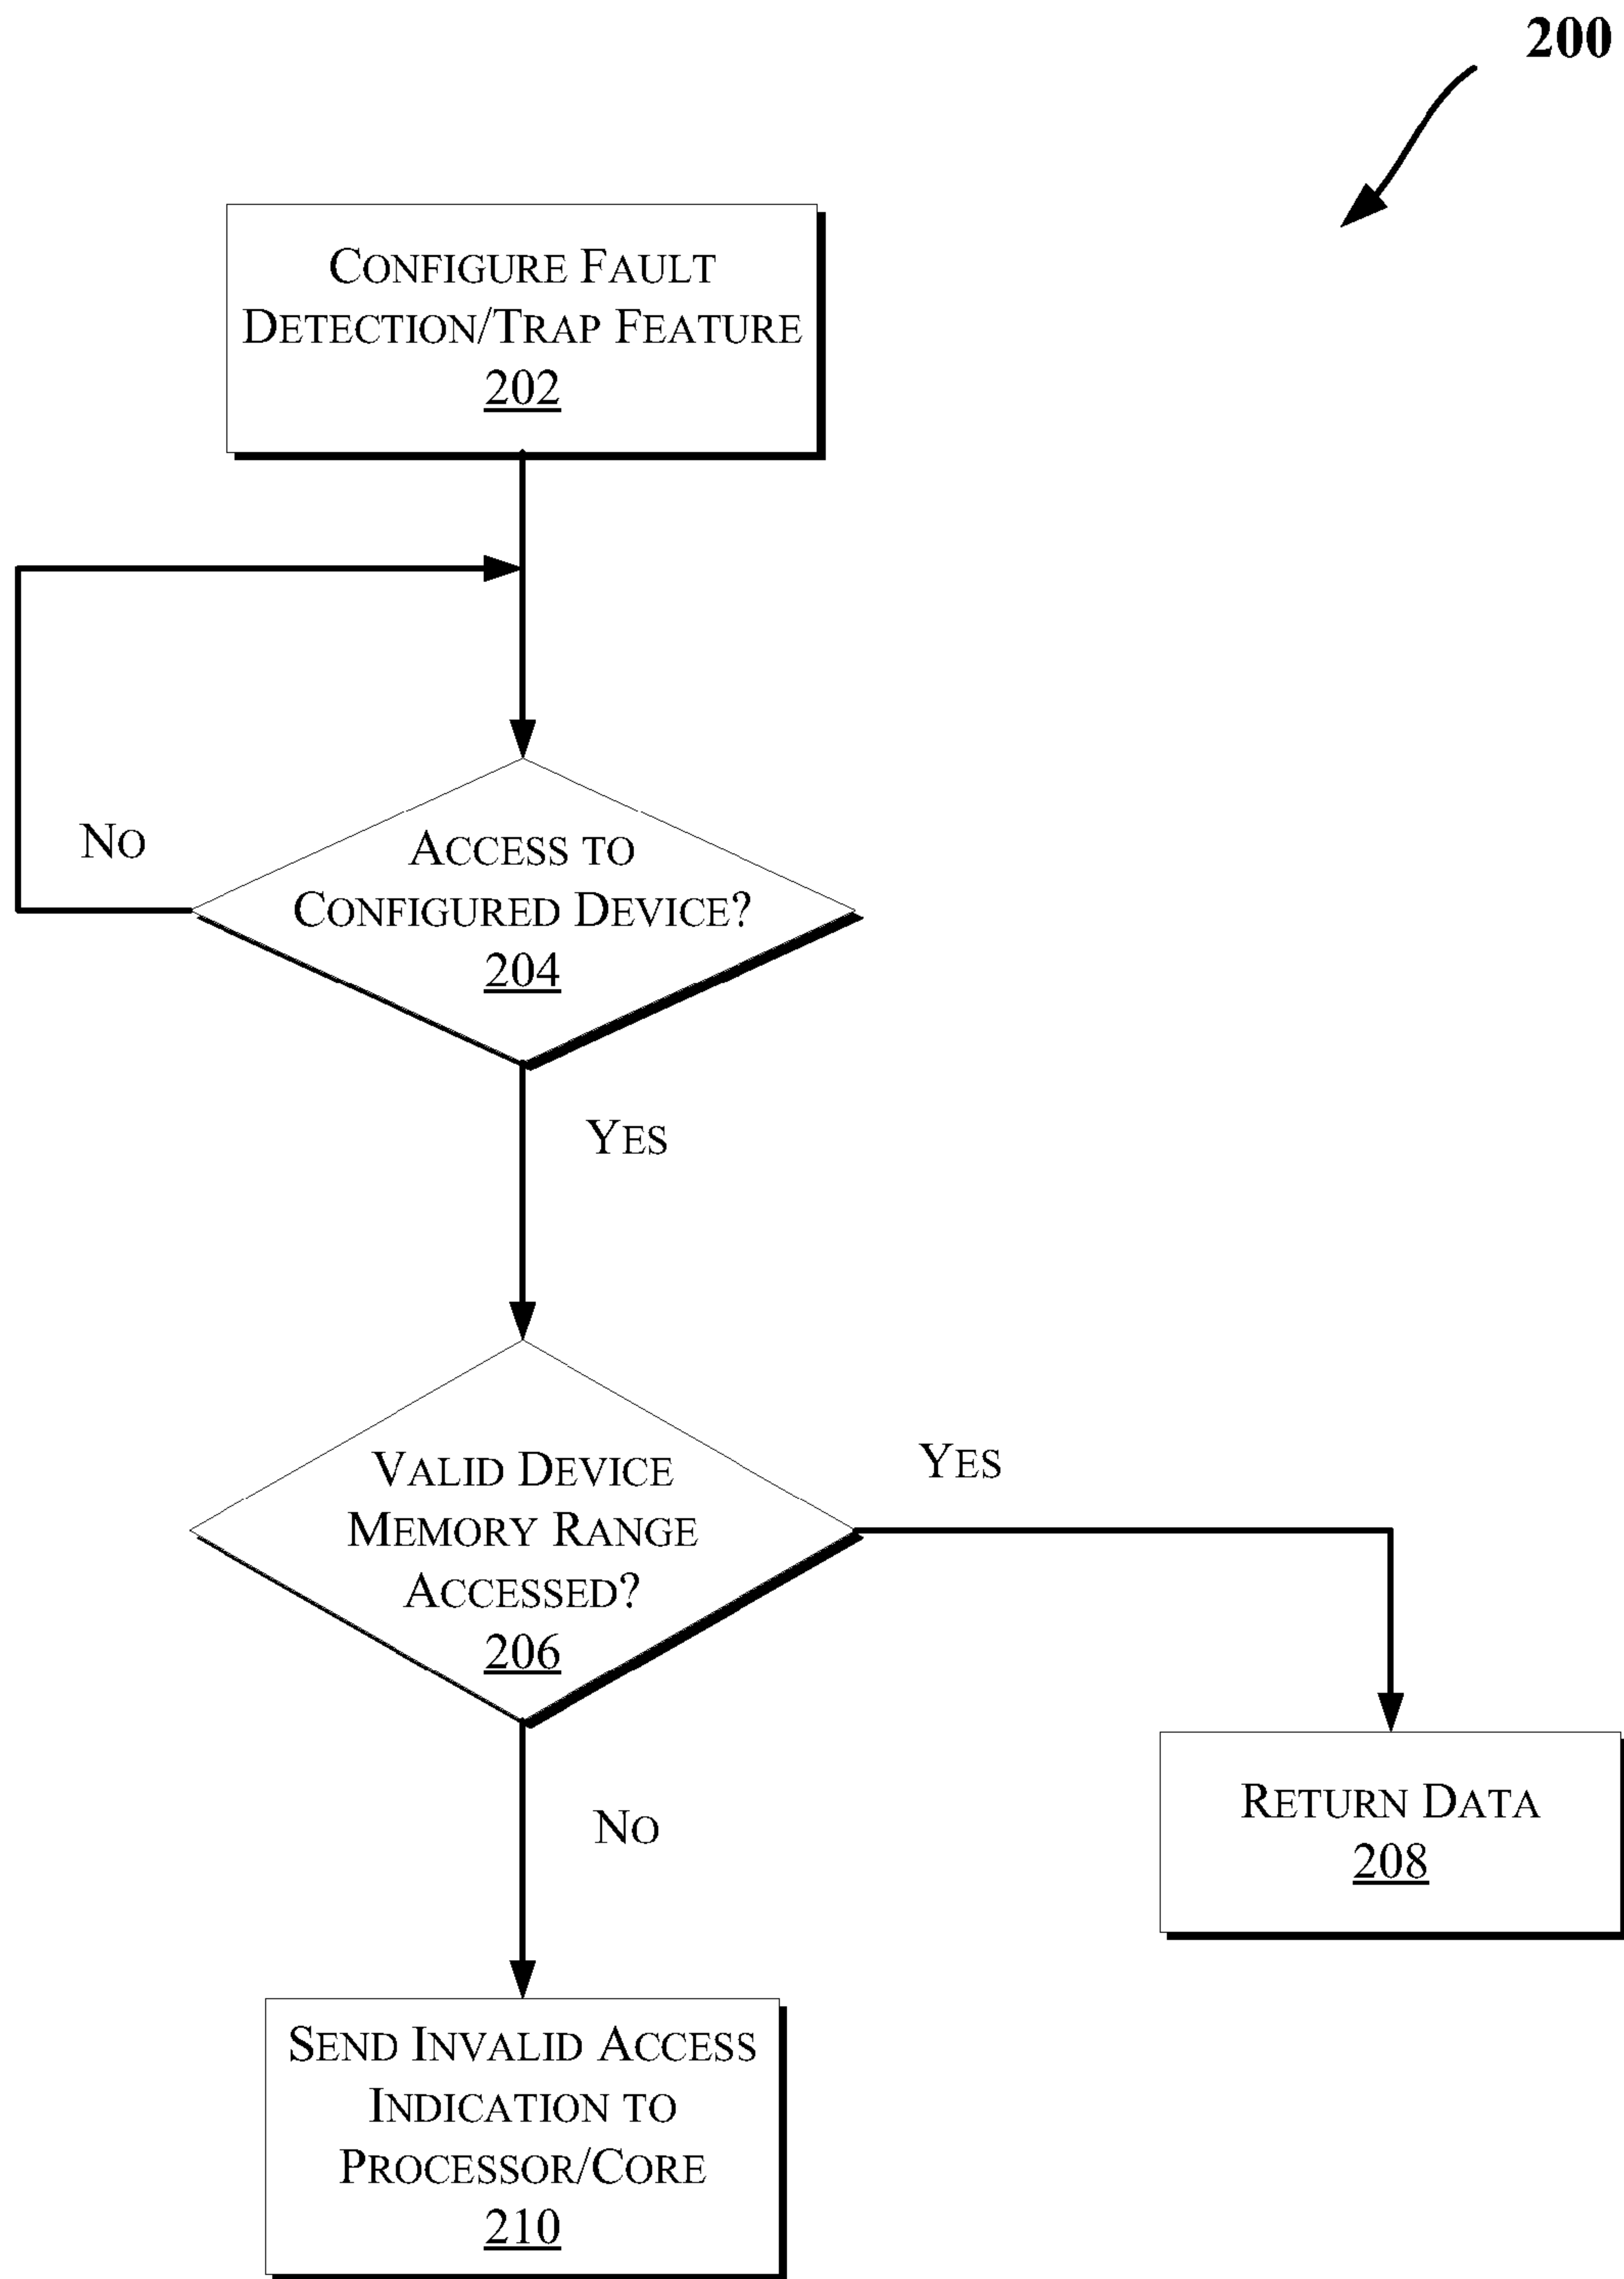 200
CONFIGURE FAULT
DETECTION/TRAP FEATURE
202
NO
ACCESS TO
CONFIGURED DEVICE?
204
YES
VALID DEVICE
MEMORY RANGE
ACCESSED?
206
YES
NO
RETURN DATA
208
SEND INVALID ACCESS
INDICATION TO
PROCESSOR/CORE
210